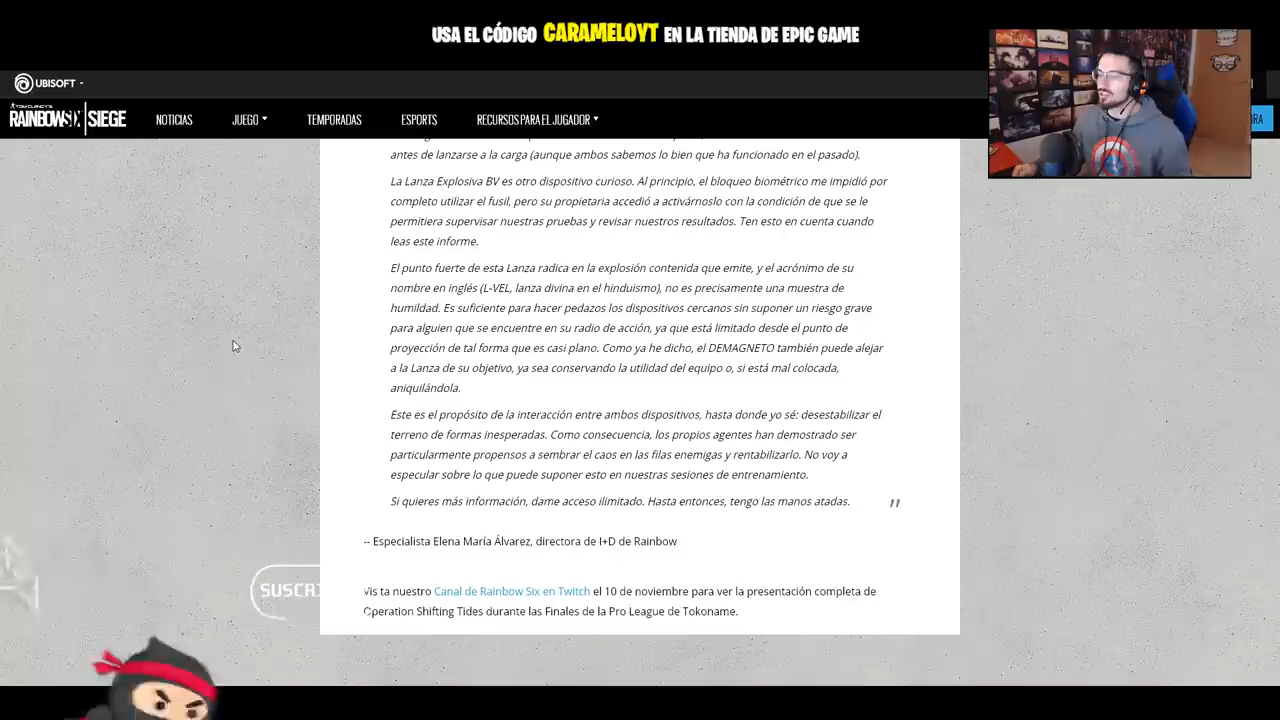 USA EL CÓDIGO CARAMELOYT EN LA TIENDA DE EPIC GAME
UBISOFT
TOM CLANCY'S
RAINBOWSIX | SIEGE
NOTICIAS
JUEGO
TEMPORADAS
ESPORTS
RECURSOS PARA EL JUGADOR
antes de lanzarse a la carga (aunque ambos sabemos lo bien que ha funcionado en el pasado).
La Lanza Explosiva BV es otro dispositivo curioso. Al principio, el bloqueo biométrico me impidió por
completo utilizar el fusil, pero su propietaria accedió a activárnoslo con la condición de que se le
permitiera supervisar nuestras pruebas y revisar nuestros resultados. Ten esto en cuenta cuando
leas este informe.
El punto fuerte de esta Lanza radica en la explosión contenida que emite, y el acrónimo de su
nombre en inglés (L-VEL, lanza divina en el hinduismo), no es precisamente una muestra de
humildad. Es suficiente para hacer pedazos los dispositivos cercanos sin suponer un riesgo grave
para alguien que se encuentre en su radio de acción, ya que está limitado desde el punto de
proyección de tal forma que es casi plano. Como ya he dicho, el DEMAGNETO también puede alejar
a la Lanza de su objetivo, ya sea conservando la utilidad del equipo o, si está mal colocada,
aniquilándola.
Este es el propósito de la interacción entre ambos dispositivos, hasta donde yo sé: desestabilizar el
terreno de formas inesperadas. Como consecuencia, los propios agentes han demostrado ser
particularmente propensos a sembrar el caos en las filas enemigas y rentabilizarlo. No voy a
especular sobre lo que puede suponer esto en nuestras sesiones de entrenamiento.
Si quieres más información, dame acceso ilimitado. Hasta entonces, tengo las manos atadas. "
-- Especialista Elena María Álvarez, directora de I+D de Rainbow
SUSCRI
Vis ta nuestro Canal de Rainbow Six en Twitch el 10 de noviembre para ver la presentación completa de
Operation Shifting Tides durante las Finales de la Pro League de Tokoname.